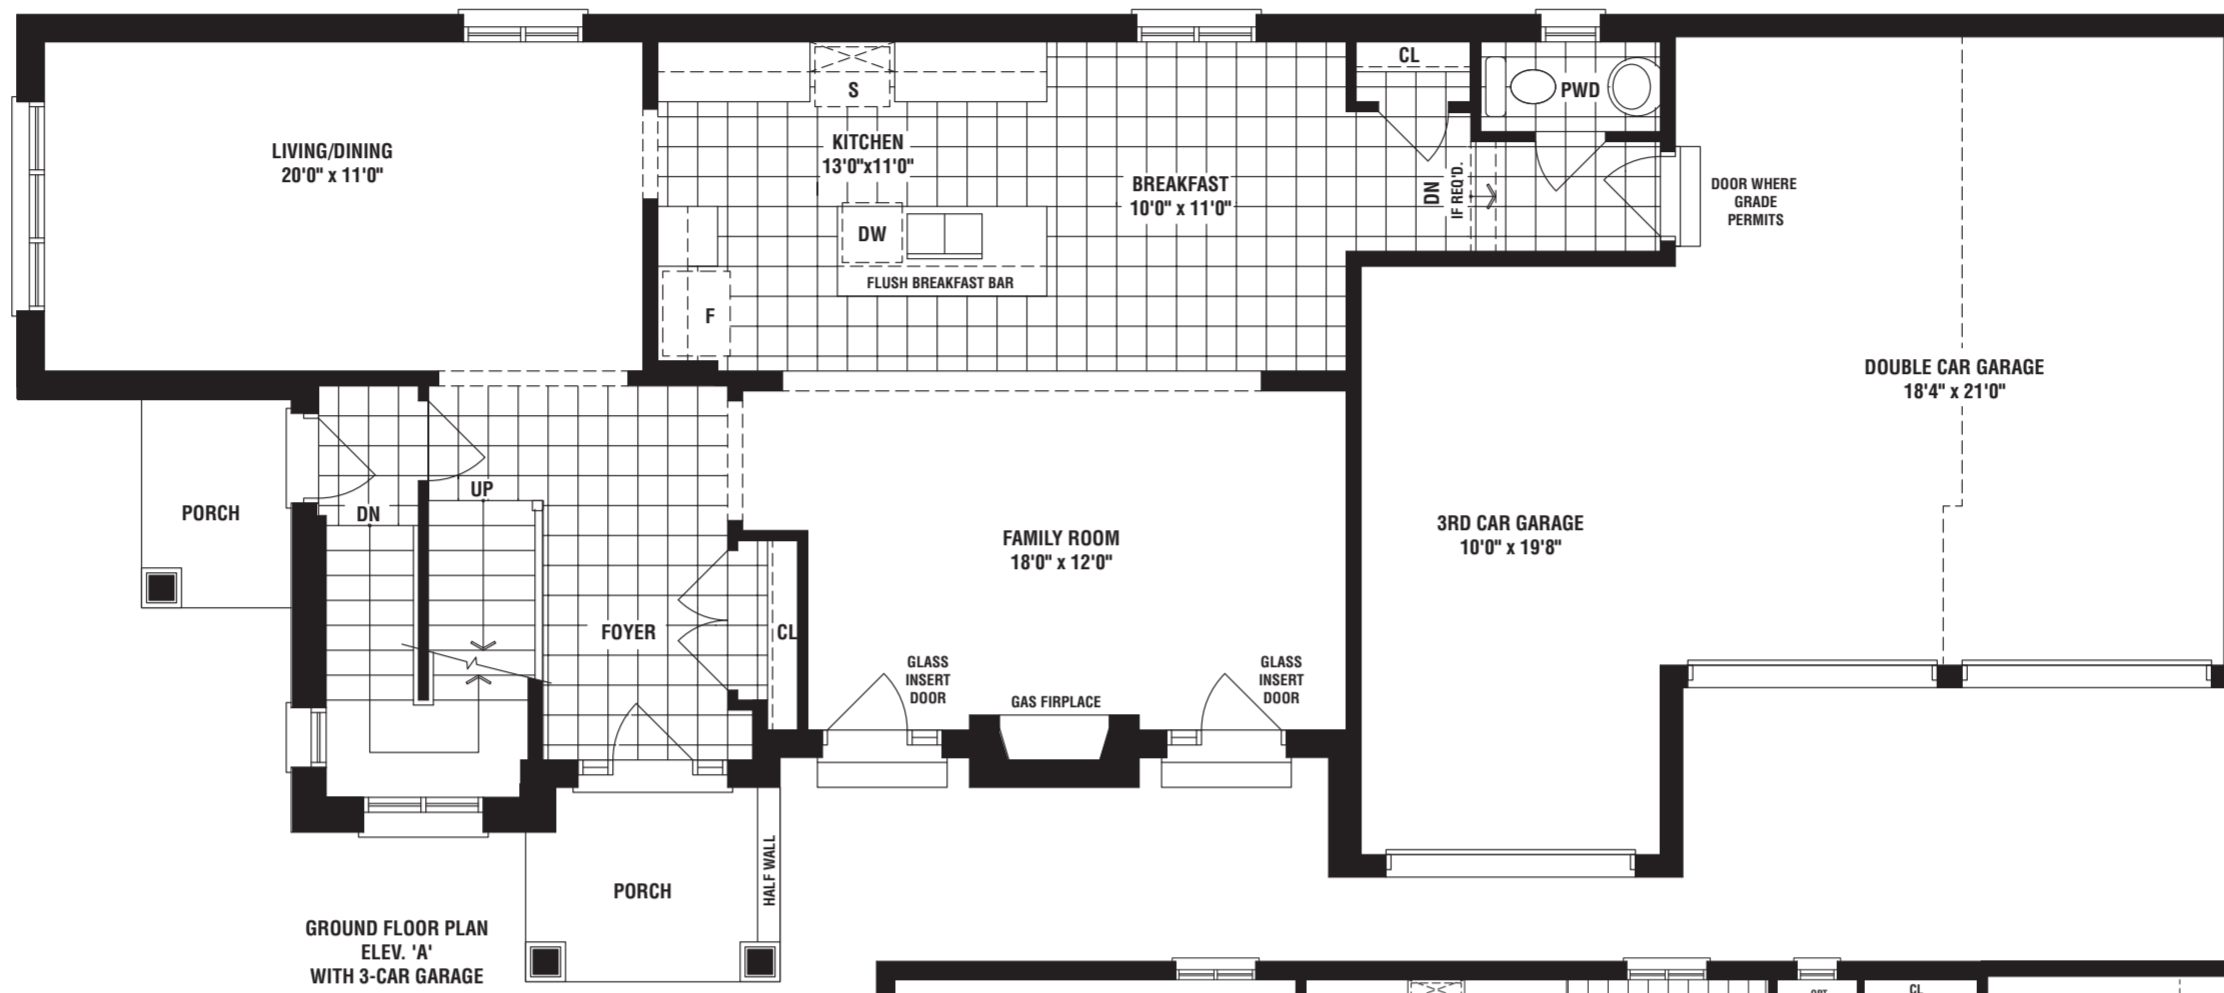 CL
S
PWD
KITCHEN
13'0"x11'0"
LIVING/DINING
20'0" x 11'0"
BREAKFAST
10'0" x 11'0"
DN
IF REQ'D.
DOOR WHERE
GRADE
PERMITS
DW
FLUSH BREAKFAST BAR
F
DOUBLE CAR GARAGE
18'4" x 21'0"
UP
DN
PORCH
3RD CAR GARAGE
10'0" x 19'8"
FAMILY ROOM
18'0" x 12'0"
FOYER
CL
GLASS
INSERT
DOOR
GAS FIRPLACE
GLASS
INSERT
DOOR
HALF WALL
PORCH
GROUND FLOOR PLAN
ELEV. 'A'
WITH 3-CAR GARAGE
CL